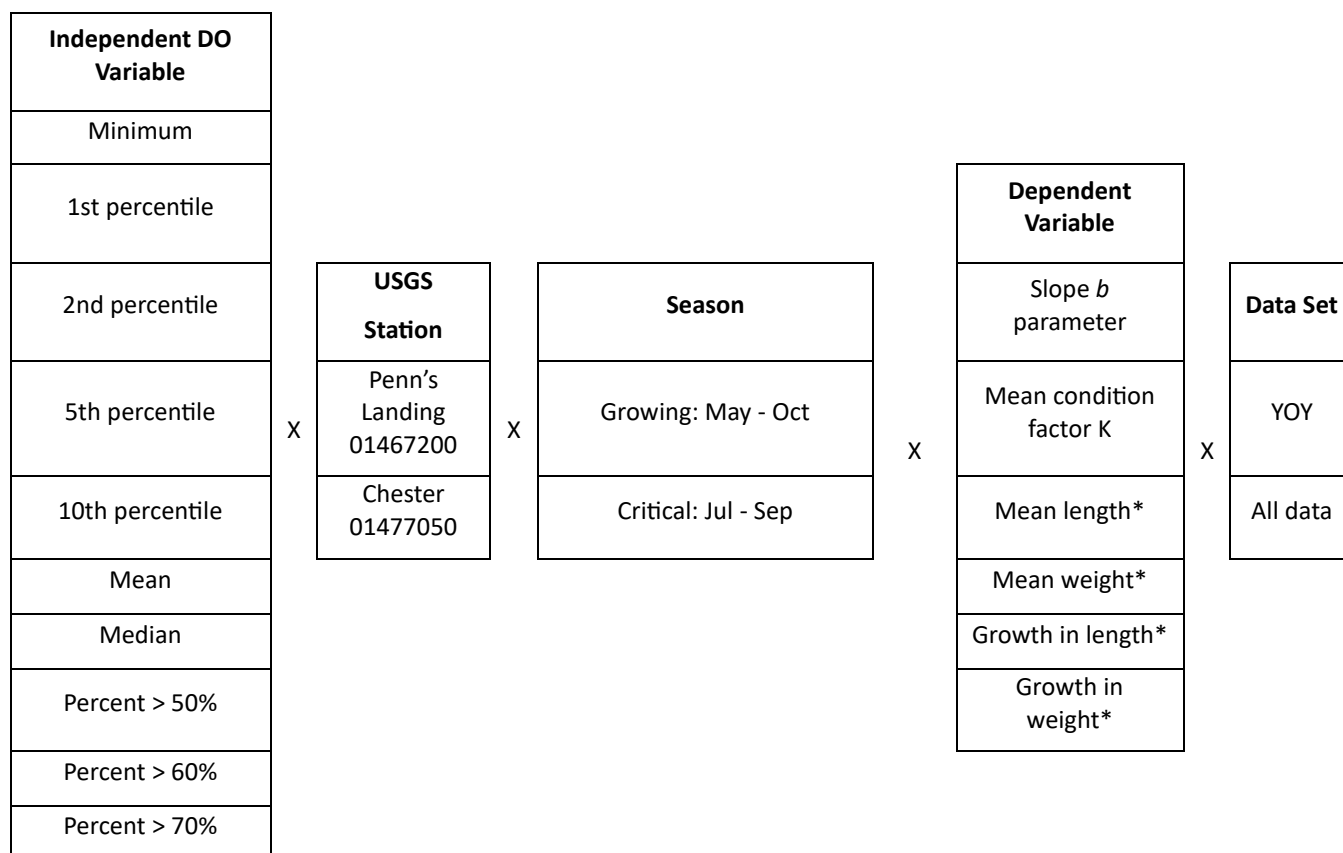 Independent DO
Variable
Minimum
1st percentile
2nd percentile
5th percentile
10th percentile
Mean
Median
Percent > 50%
Percent > 60%
Percent > 70%
X
USGS
Station
Penn’s
Landing
01467200
Chester
01477050
X
Season
Growing: May - Oct
Critical: Jul - Sep
X
Dependent
Variable
Slope b
parameter
Mean condition
factor K
Mean length*
Mean weight*
Growth in length*
Growth in
weight*
X
Data Set
YOY
All data